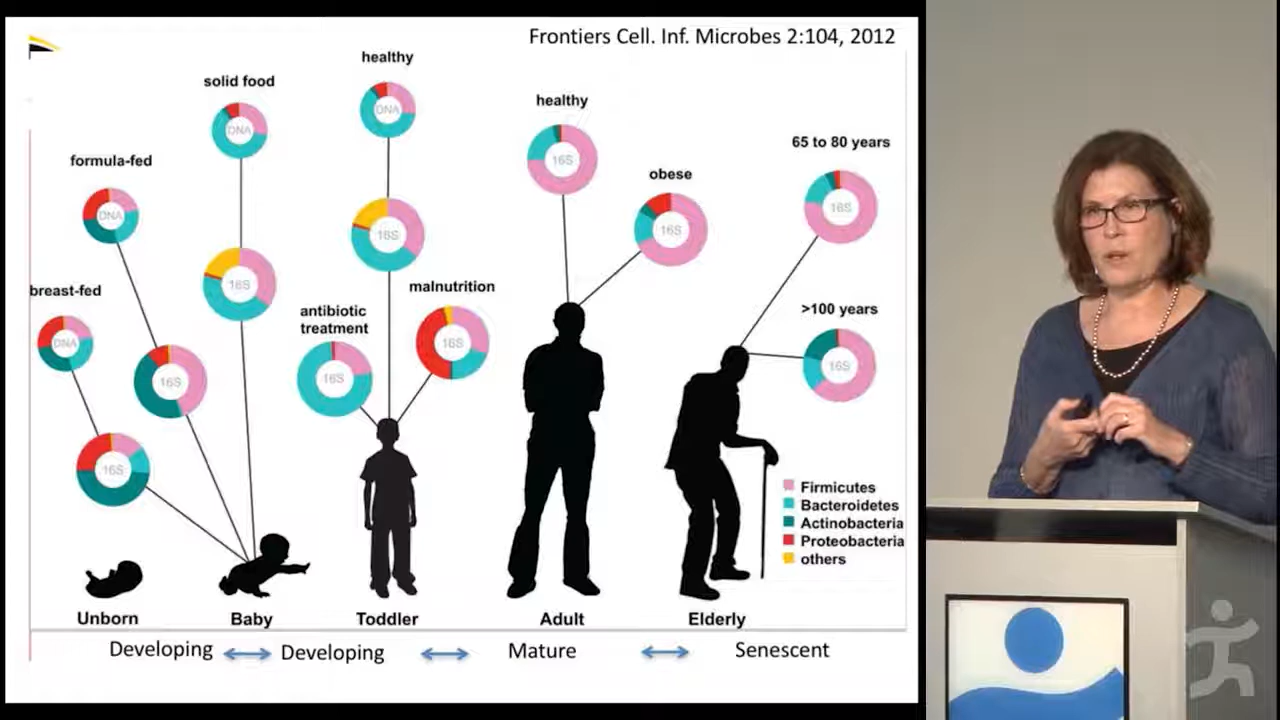 Frontiers Cell. Inf. Microbes 2:104, 2012
healthy
solid food
DNA
DNA
healthy
16S
formula-fed
DNA
65 to 80 years
16S
obese
16S
breast-fed
DNA
16S
16S
16S
antibiotic
treatment
16S
malnutrition
16S
>100 years
16S
16S
Firmicutes
Bacteroidetes
Actinobacteria
Proteobacteria
others
Unborn
Baby
Toddler
Adult
Elderly
Developing
Developing
Mature
Senescent